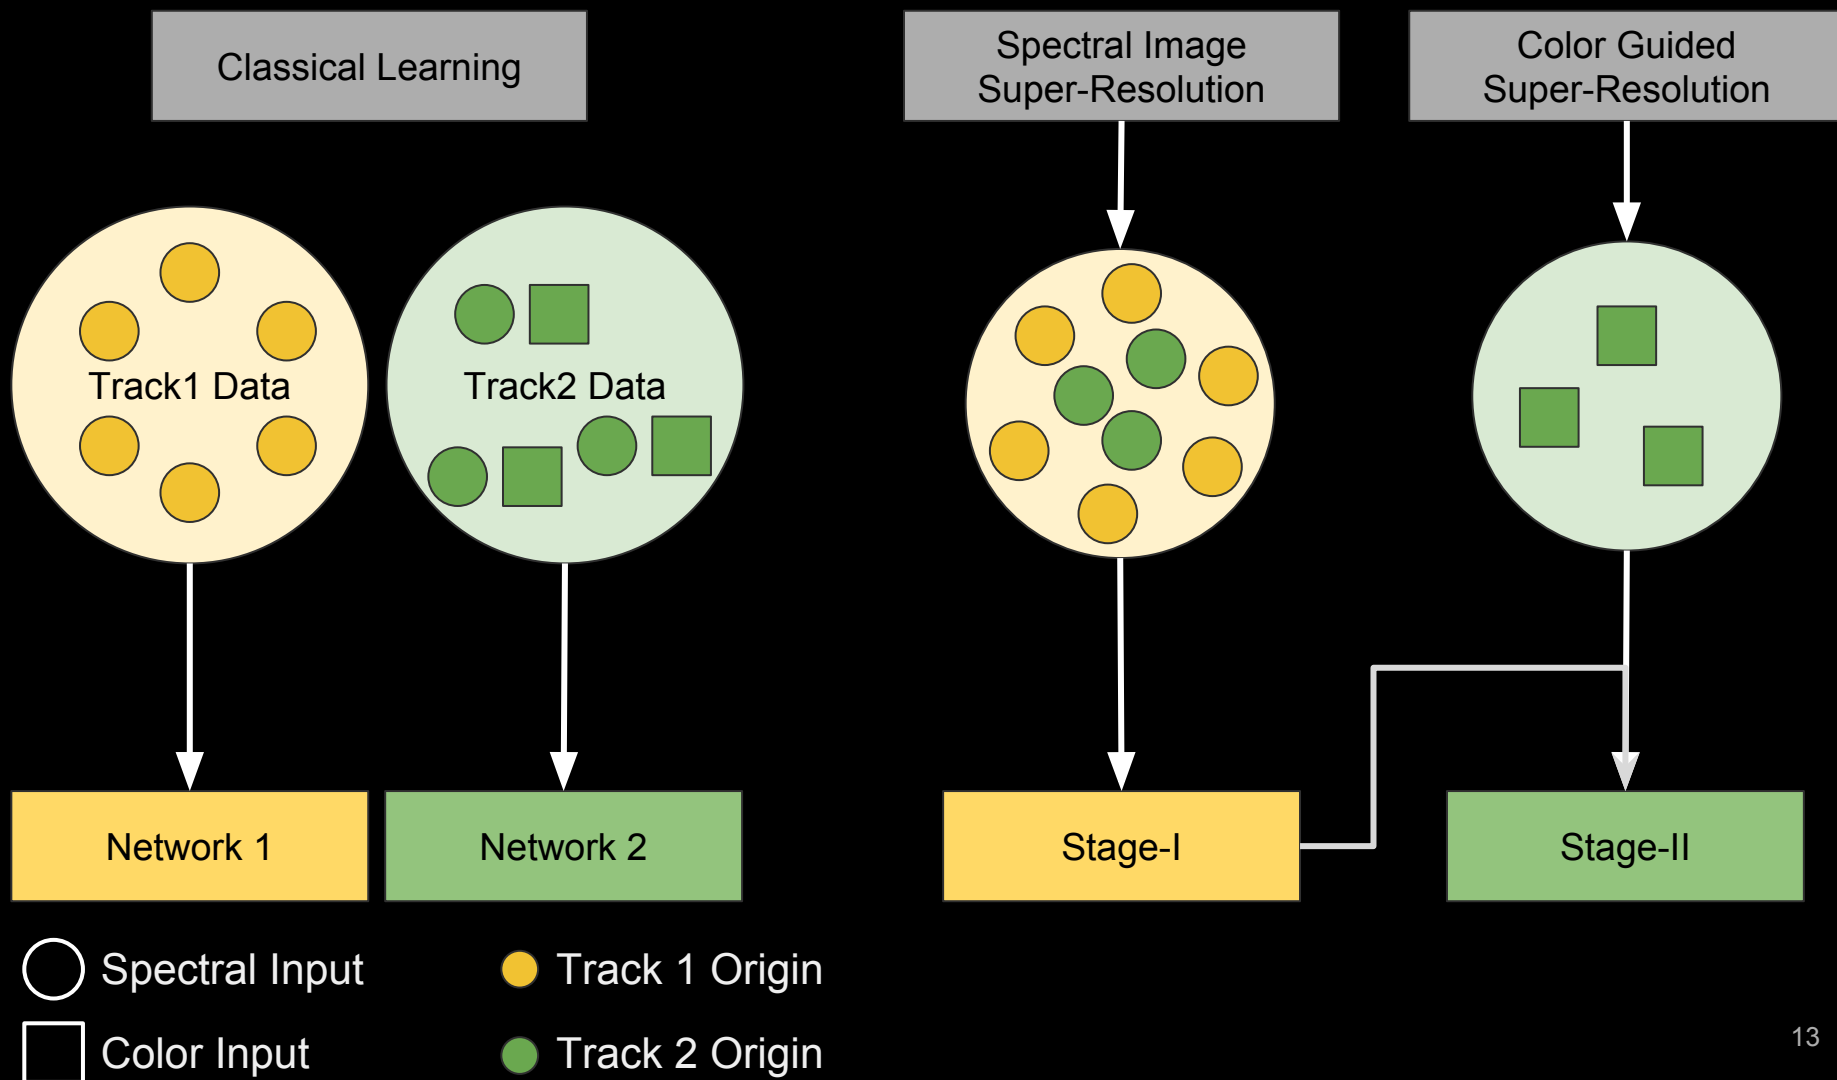 Classical Learning
Spectral Image
Super-Resolution
Color Guided
Super-Resolution
Track1 Data
Track2 Data
Network 1
Network 2
Stage-I
Stage-II
Spectral Input
Track 1 Origin
Color Input
Track 2 Origin
13